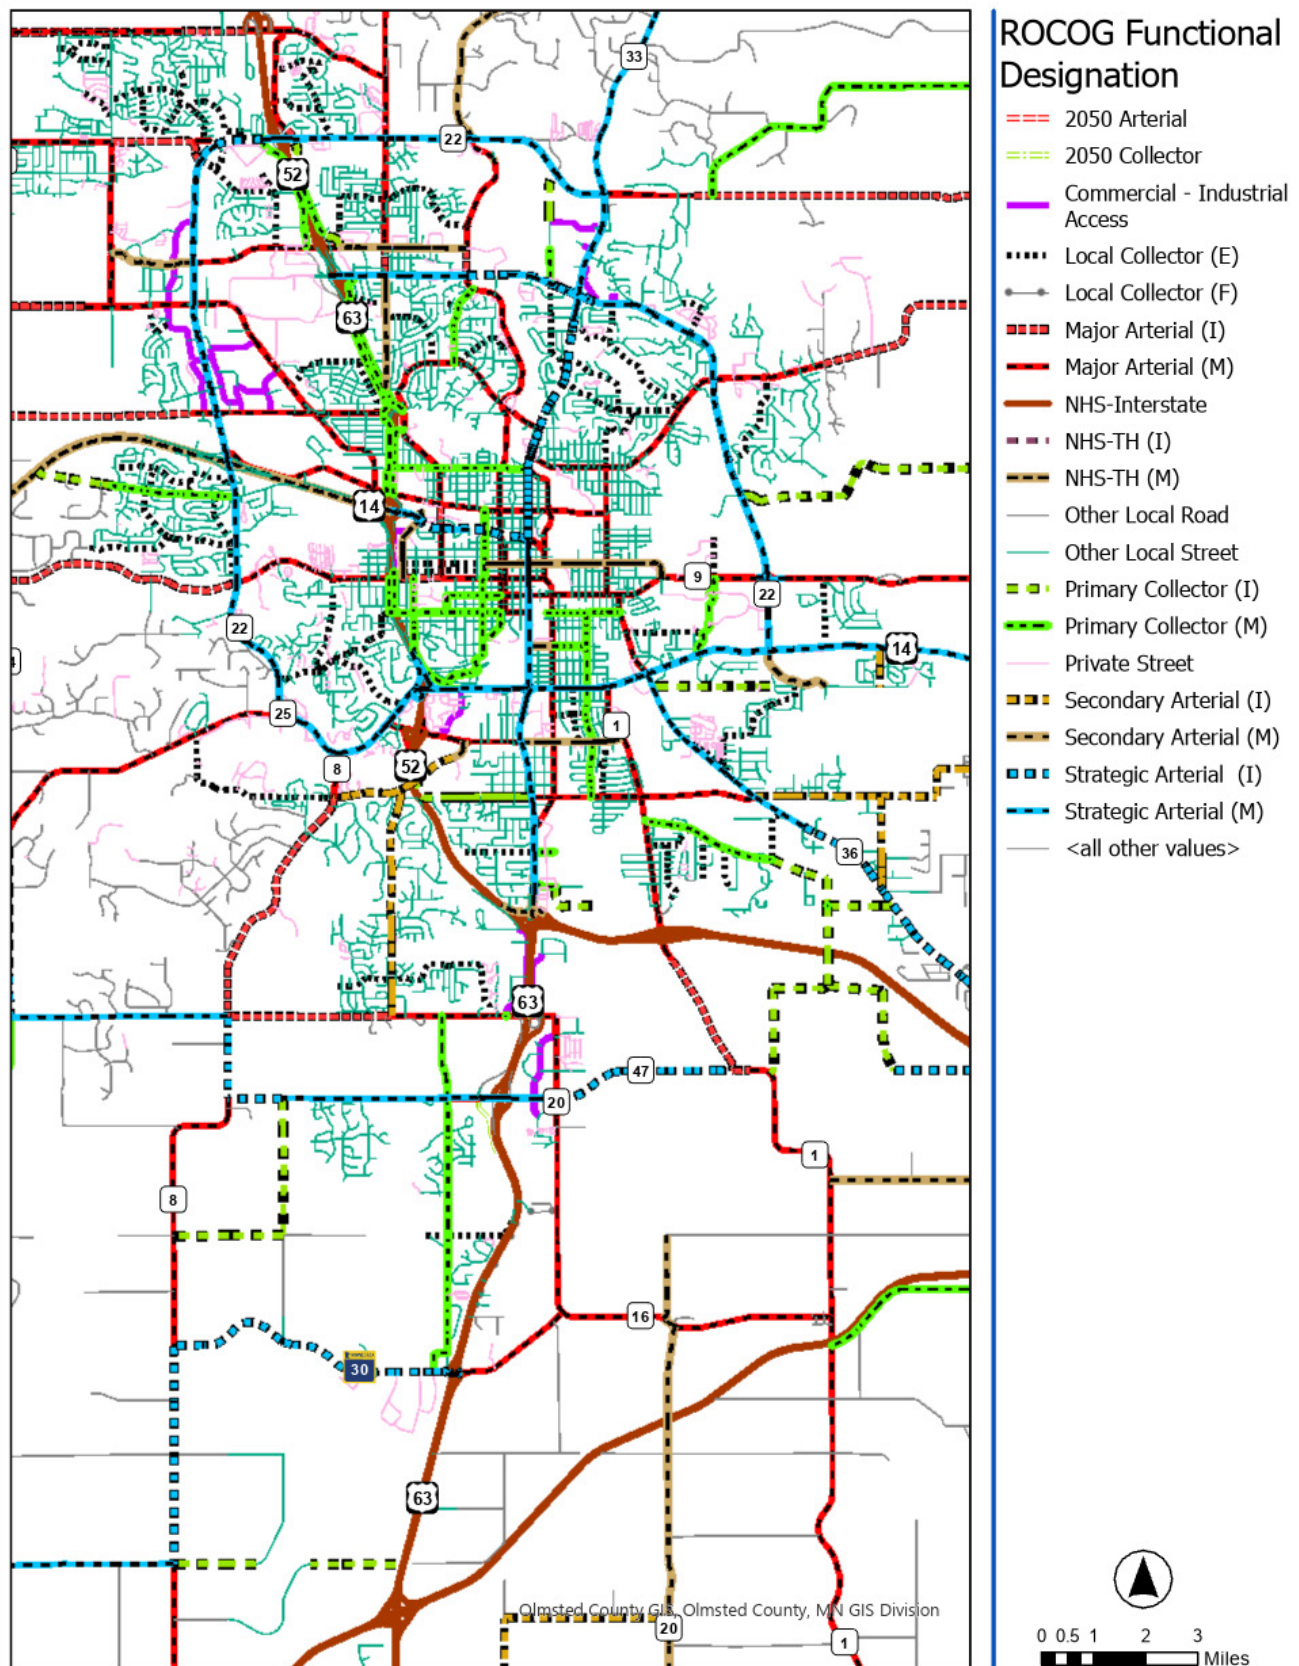 ROCOG Functional
Designation
2050 Arterial
2050 Collector
Commercial - Industrial
Access
Local Collector (E)
Local Collector (F)
Major Arterial (I)
Major Arterial (M)
NHS-Interstate
NHS-TH (I)
NHS-TH (M)
Other Local Road
Other Local Street
Primary Collector (I)
Primary Collector (M)
Private Street
Secondary Arterial (I)
Secondary Arterial (M)
Strategic Arterial (I)
Strategic Arterial (M)
<all other values>
33
22
52
63
14
9
22
22
14
25
1
8
52
36
63
47
20
1
8
16
30
63
Olmsted County GIS, Olmsted County, MN GIS Division
20
1
0 0.5 1 2 3
Miles